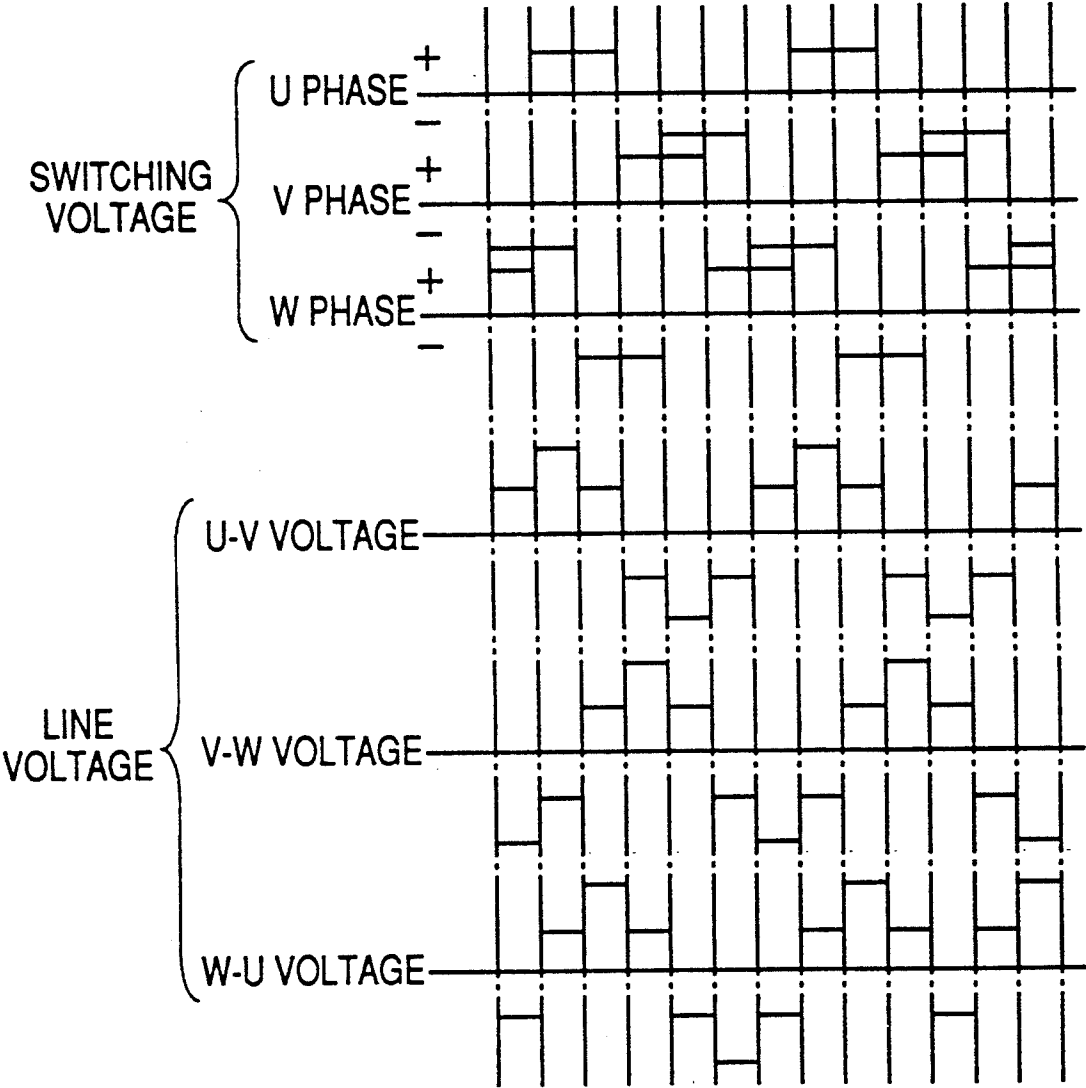 +
U PHASE
−
SWITCHING
VOLTAGE
+
V PHASE
−
+
W PHASE
−
U-V VOLTAGE
LINE
VOLTAGE
V-W VOLTAGE
W-U VOLTAGE